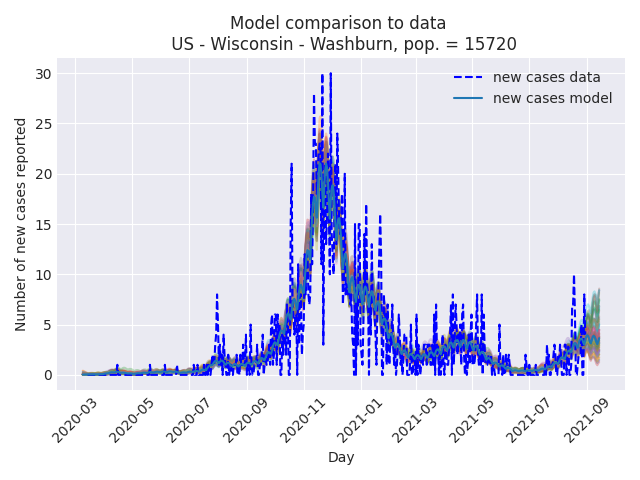 Model comparison to data
US - Wisconsin - Washburn, pop. = 15720
new cases data
new cases model
Number of new cases reported
30
25
20
15
10
5
0
2020-03
2020-05
2020-07
2020-09
2020-11
2021-01
2021-03
2021-05
2021-07
2021-09
Day